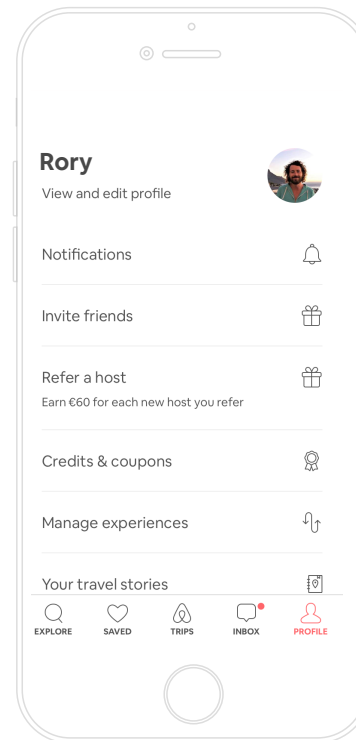 Rory
View and edit profile
Notifications
Invite friends
Refer a host
Earn €60 for each new host you refer
Credits & coupons
Manage experiences
Your travel stories
EXPLORE SAVED TRIPS INBOX PROFILE